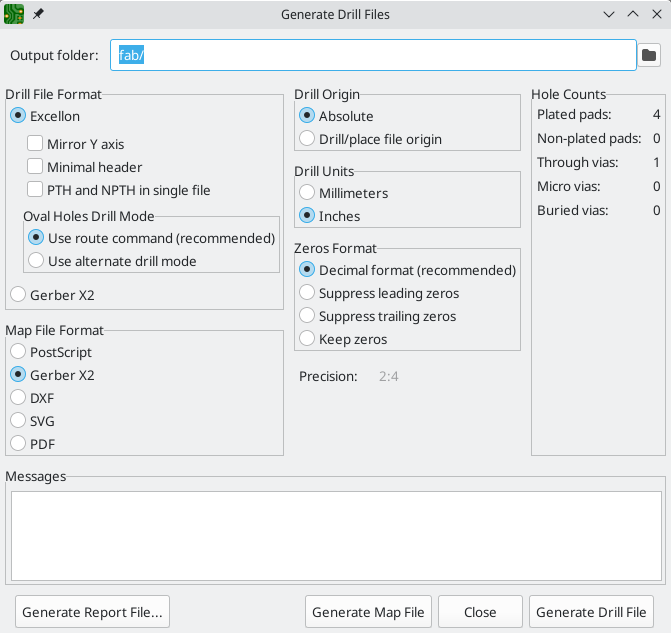 Generate Drill Files
Output folder: fab/
Drill File Format
Excellon
Mirror Y axis
Minimal header
PTH and NPTH in single file
Oval Holes Drill Mode
Use route command (recommended)
Use alternate drill mode
Gerber X2
Map File Format
PostScript
Gerber X2
DXF
SVG
PDF
Drill Origin
Absolute
Drill/place file origin
Drill Units
Millimeters
Inches
Zeros Format
Decimal format (recommended)
Suppress leading zeros
Suppress trailing zeros
Keep zeros
Precision: 2:4
Hole Counts
Plated pads: 4
Non-plated pads: 0
Through vias: 1
Micro vias: 0
Buried vias: 0
Messages
Generate Report File...
Generate Map File
Close
Generate Drill File